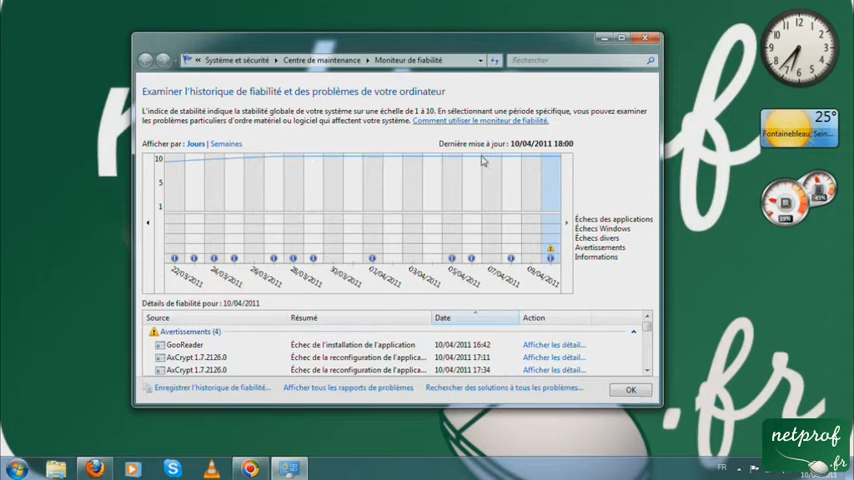 Système et sécurité Centre de maintenance Moniteur de fiabilité Rechercher
Examiner l'historique de fiabilité et des problèmes de votre ordinateur
L'indice de stabilité indique la stabilité globale de votre système sur une échelle de 1 à 10. En sélectionnant une période spécifique, vous pouvez examiner
les problèmes particuliers d'ordre matériel ou logiciel qui affectent votre système. Comment utiliser le moniteur de fiabilité.
Afficher par : Jours | Semaines Dernière mise à jour : 10/04/2011 18:00
10
5
1
Échecs des applications
Échecs Windows
Échecs divers
Avertissements
Informations
22/03/2011 24/03/2011 26/03/2011 28/03/2011 30/03/2011 01/04/2011 03/04/2011 05/04/2011 07/04/2011 09/04/2011
Détails de fiabilité pour : 10/04/2011
Source Résumé Date Action
Avertissements (4)
GooReader Échec de l'installation de l'application 10/04/2011 16:42 Afficher les détail...
AxCrypt 1.7.2126.0 Échec de la reconfiguration de l'applica... 10/04/2011 17:11 Afficher les détail...
AxCrypt 1.7.2126.0 Échec de la reconfiguration de l'applica... 10/04/2011 17:34 Afficher les détail...
Enregistrer l'historique de fiabilité... Afficher tous les rapports de problèmes Rechercher des solutions à tous les problèmes... OK
25°
Fontainebleau, Sein...
.fr
netprof
.fr
FR